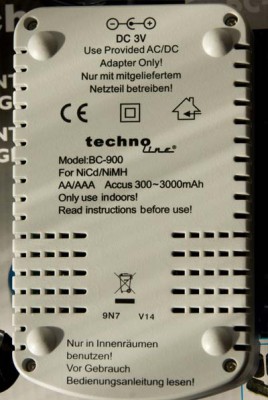 DC 3V
Use Provided AC/DC
Adapter Only!
Nur mit mitgeliefertem
Netzteil betreiben!
CE
techno
line®
Model:BC-900
For NiCd/NiMH
AA/AAA Accus 300~3000mAh
Only use indoors!
Read instructions before use!
9N7 V14
Nur in Innenräumen
benutzen!
Vor Gebrauch
Bedienungsanleitung lesen!